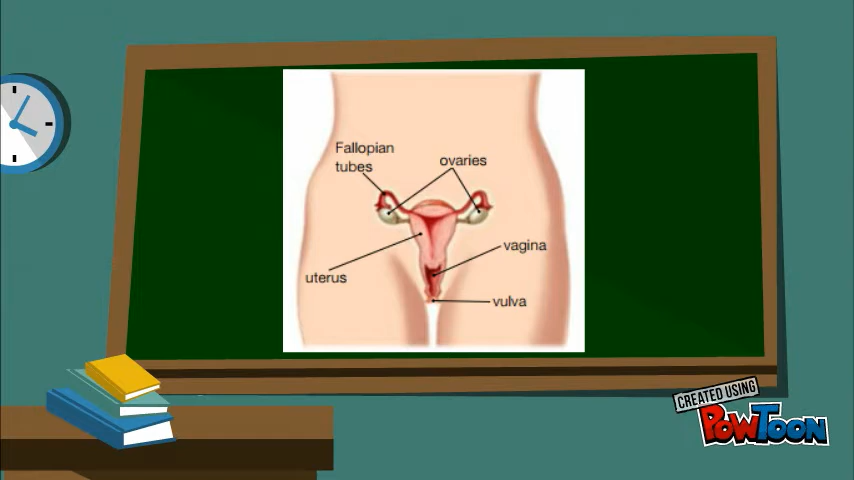 Fallopian
tubes
ovaries
vagina
uterus
vulva
CREATED USING
POWTOON